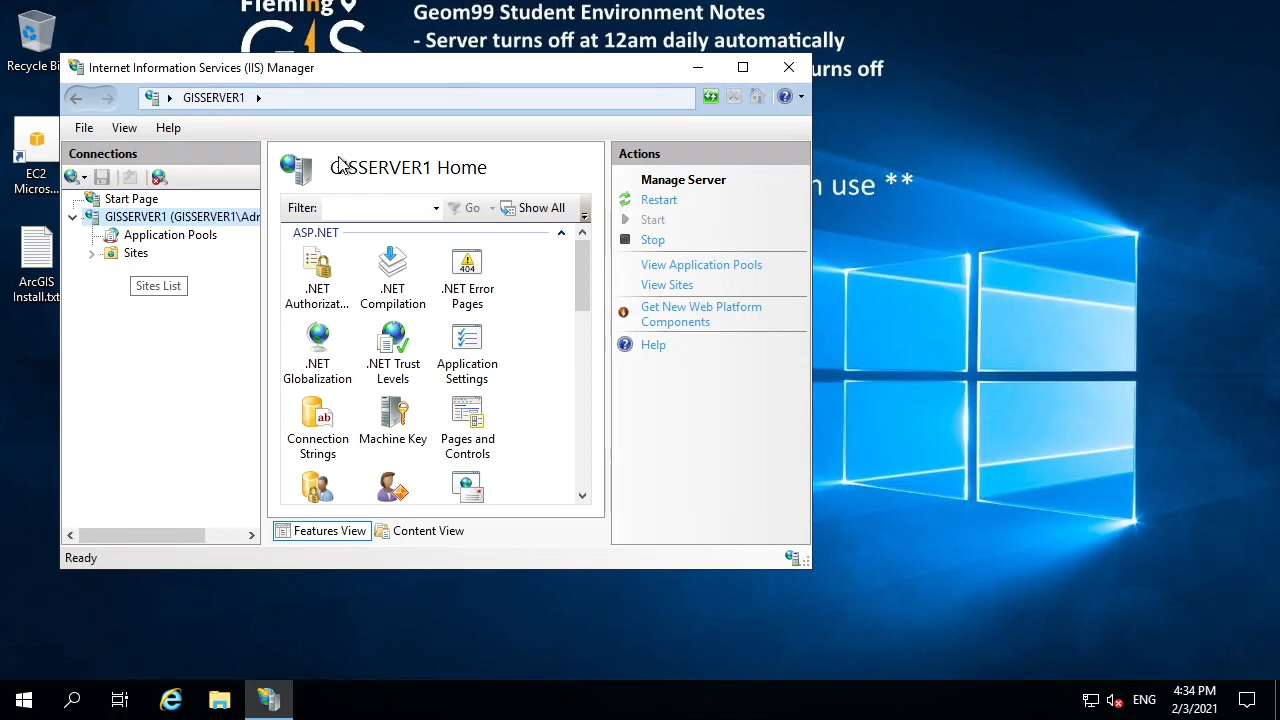 Fleming
GIS
Geom99 Student Environment Notes
- Server turns off at 12am daily automatically
urns off
n use **
Recycle Bi
EC2
Micros...
ArcGIS
Install.txt
Internet Information Services (IIS) Manager
GISSERVER1
File View Help
Connections
Start Page
GISSERVER1 (GISSERVER1\Adr
Application Pools
Sites
Sites List
GISSERVER1 Home
Filter:
Go
Show All
ASP.NET
.NET
Authorizat...
.NET
Compilation
.NET Error
Pages
404
.NET
Globalization
.NET Trust
Levels
Application
Settings
ab
Connection
Strings
Machine Key
Pages and
Controls
Features View
Content View
Actions
Manage Server
Restart
Start
Stop
View Application Pools
View Sites
Get New Web Platform
Components
Help
Ready
ENG
4:34 PM
2/3/2021